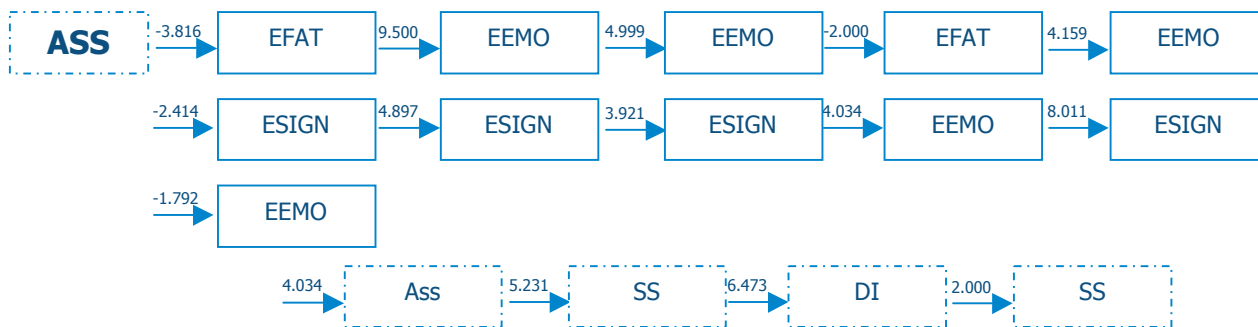 ASS -3.816 EFAT 9.500 EEMO 4.999 EEMO -2.000 EFAT 4.159 EEMO
-2.414 ESIGN 4.897 ESIGN 3.921 ESIGN 4.034 EEMO 8.011 ESIGN
-1.792 EEMO
4.034 Ass 5.231 SS 6.473 DI 2.000 SS